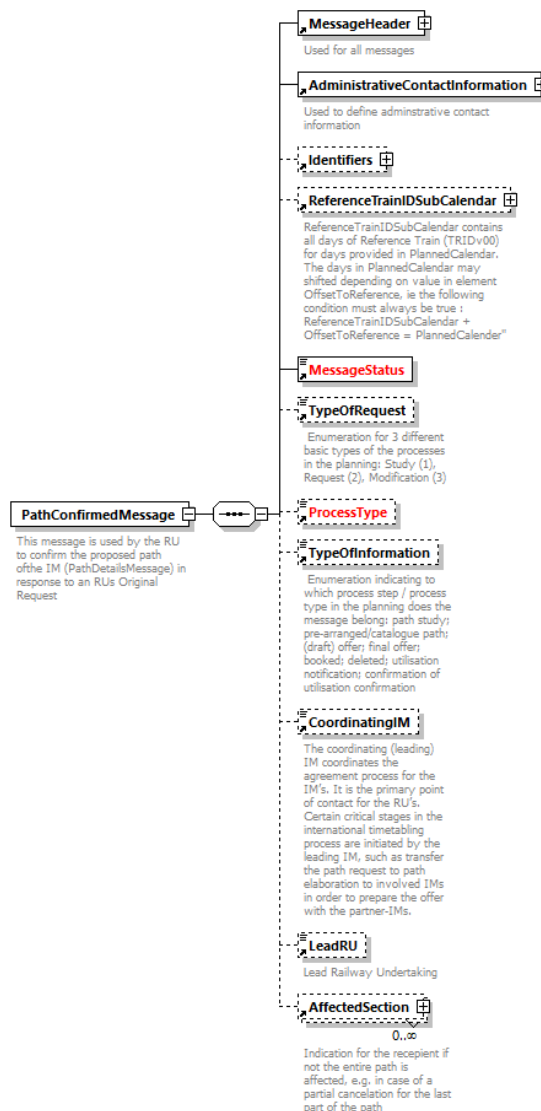 MessageHeader
Used for all messages
AdministrativeContactInformation
Used to define adminstrative contact
information
Identifiers
ReferenceTrainIDSubCalendar
ReferenceTrainIDSubCalendar contains
all days of Reference Train (TRIDv00)
for days provided in PlannedCalendar.
The days in PlannedCalendar may
shifted depending on value in element
OffsetToReference, ie the following
condition must always be true :
ReferenceTrainIDSubCalendar +
OffsetToReference = PlannedCalender"
MessageStatus
TypeOfRequest
Enumeration for 3 different
basic types of the processes
in the planning: Study (1),
Request (2), Modification (3)
PathConfirmedMessage
This message is used by the RU
to confirm the proposed path
ofthe IM (PathDetailsMessage) in
response to an RUs Original
Request
ProcessType
TypeOfInformation
Enumeration indicating to
which process step / process
type in the planning does the
message belong: path study;
pre-arranged/catalogue path;
(draft) offer; final offer;
booked; deleted; utilisation
notification; confirmation of
utilisation confirmation
CoordinatingIM
The coordinating (leading)
IM coordinates the
agreement process for the
IM's. It is the primary point
of contact for the RU's.
Certain critical stages in the
international timetabling
process are initiated by the
leading IM, such as transfer
the path request to path
elaboration to involved IMs
in order to prepare the offer
with the partner-IMs.
LeadRU
Lead Railway Undertaking
AffectedSection
0..∞
Indication for the recepient if
not the entire path is
affected, e.g. in case of a
partial cancelation for the last
part of the path